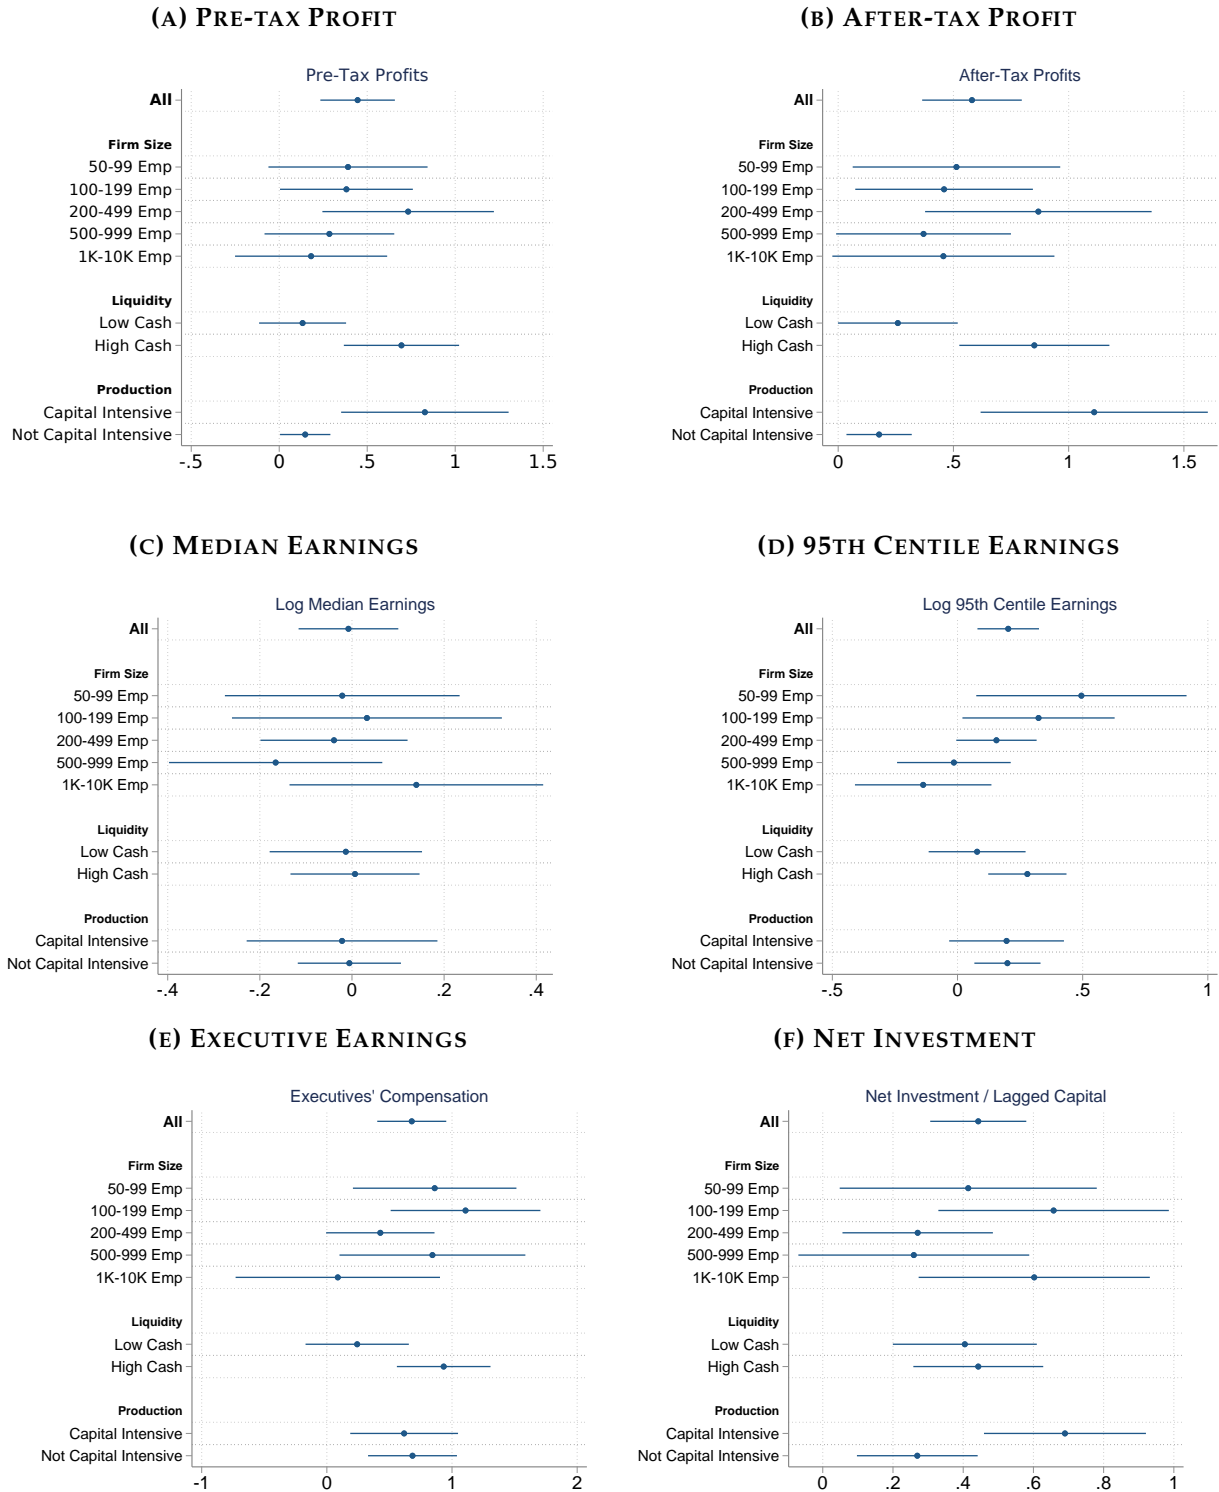 (A) PRE-TAX PROFIT
Pre-Tax Profits
All
Firm Size
50-99 Emp
100-199 Emp
200-499 Emp
500-999 Emp
1K-10K Emp
Liquidity
Low Cash
High Cash
Production
Capital Intensive
Not Capital Intensive
-.5 0 .5 1 1.5
(B) AFTER-TAX PROFIT
After-Tax Profits
All
Firm Size
50-99 Emp
100-199 Emp
200-499 Emp
500-999 Emp
1K-10K Emp
Liquidity
Low Cash
High Cash
Production
Capital Intensive
Not Capital Intensive
0 .5 1 1.5
(C) MEDIAN EARNINGS
Log Median Earnings
All
Firm Size
50-99 Emp
100-199 Emp
200-499 Emp
500-999 Emp
1K-10K Emp
Liquidity
Low Cash
High Cash
Production
Capital Intensive
Not Capital Intensive
-.4 -.2 0 .2 .4
(D) 95TH CENTILE EARNINGS
Log 95th Centile Earnings
All
Firm Size
50-99 Emp
100-199 Emp
200-499 Emp
500-999 Emp
1K-10K Emp
Liquidity
Low Cash
High Cash
Production
Capital Intensive
Not Capital Intensive
-.5 0 .5 1
(E) EXECUTIVE EARNINGS
Executives' Compensation
All
Firm Size
50-99 Emp
100-199 Emp
200-499 Emp
500-999 Emp
1K-10K Emp
Liquidity
Low Cash
High Cash
Production
Capital Intensive
Not Capital Intensive
-1 0 1 2
(F) NET INVESTMENT
Net Investment / Lagged Capital
All
Firm Size
50-99 Emp
100-199 Emp
200-499 Emp
500-999 Emp
1K-10K Emp
Liquidity
Low Cash
High Cash
Production
Capital Intensive
Not Capital Intensive
0 .2 .4 .6 .8 1